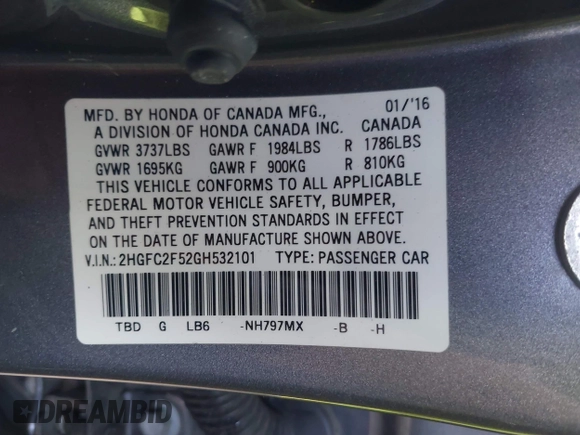 MFD. BY HONDA OF CANADA MFG., 01/'16
A DIVISION OF HONDA CANADA INC. CANADA
GVWR 3737LBS GAWR F 1984LBS R 1786LBS
GVWR 1695KG GAWR F 900KG R 810KG
THIS VEHICLE CONFORMS TO ALL APPLICABLE
FEDERAL MOTOR VEHICLE SAFETY, BUMPER,
AND THEFT PREVENTION STANDARDS IN EFFECT
ON THE DATE OF MANUFACTURE SHOWN ABOVE.
V.I.N.: 2HGFC2F52GH532101 TYPE: PASSENGER CAR
TBD G LB6 -NH797MX -B -H
DREAMBID